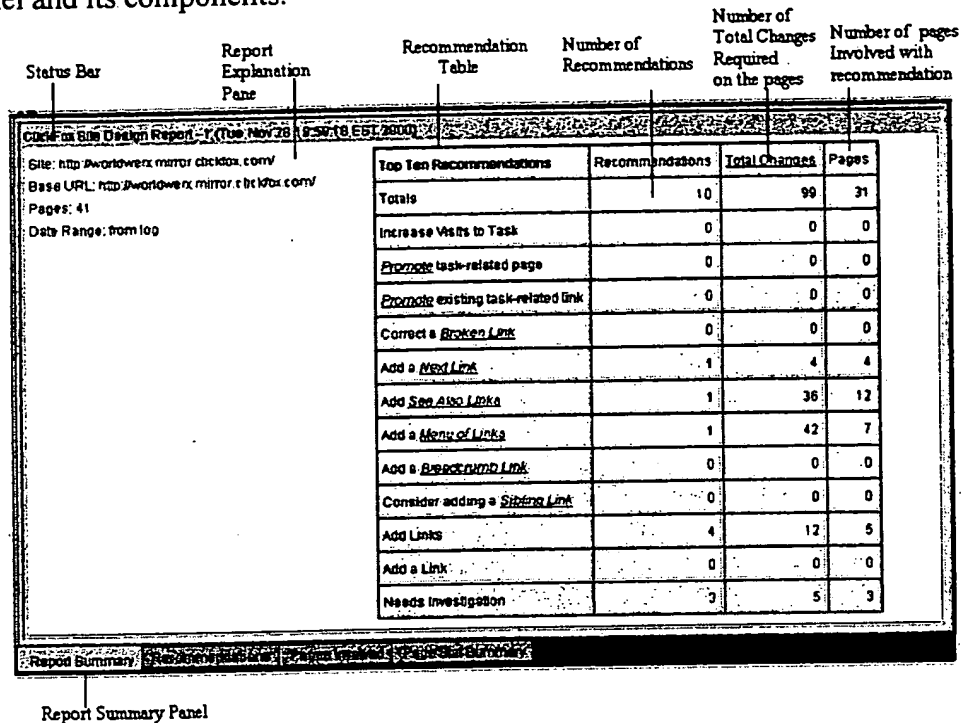 el and its components.
Status Bar
Report
Explanation
Pane
Recommendation
Table
Number of
Recommendations
Number of
Total Changes
Required
on the pages
Number of pages
Involved with
recommendation
Site Design Report - EST 2000)
Site: http://worldwerx.mirror.clickfox.com/
Base URL: http://worldwerx.mirror.clickfox.com/
Pages: 41
Date Range: from log
Top Ten Recommendations Recommendations Total Changes Pages
Totals 10 99 31
Increase Visits to Task 0 0 0
Promote task-related page 0 0 0
Promote existing task-related link 0 0 0
Correct a Broken Link 0 0 0
Add a Next Link 1 4 4
Add See Also Links 1 36 12
Add a Menu of Links 1 42 7
Add a Breadcrumb Link 0 0 0
Consider adding a Sibling Link 0 0 0
Add Links 4 12 5
Add a Link 0 0 0
Needs Investigation 3 5 3
Report Summary
Report Summary Panel